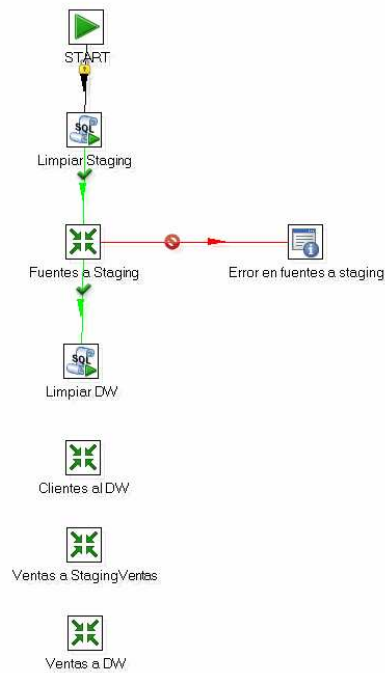 START
SQL
Limpiar Staging
Fuentes a Staging
Error en fuentes a staging
SQL
Limpiar DW
Clientes al DW
Ventas a StagingVentas
Ventas a DW